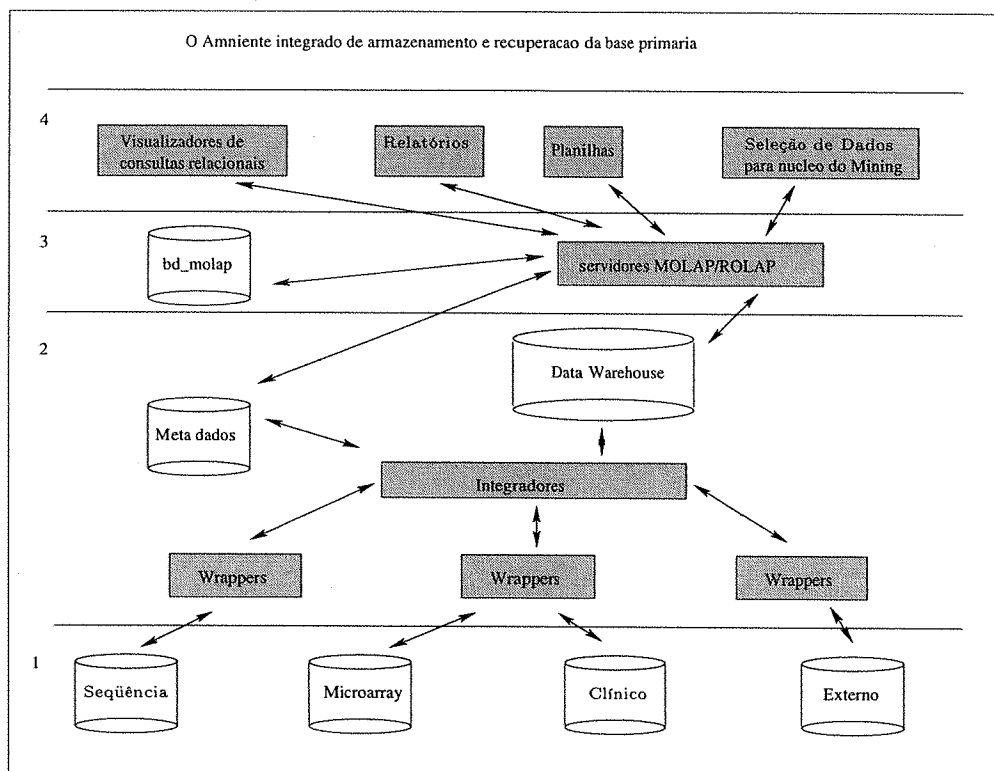 O Amniente integrado de armazenamento e recuperacao da base primaria
4
Visualizadores de
consultas relacionais
Relatórios
Planilhas
Seleção de Dados
para nucleo do Mining
3
bd_molap
servidores MOLAP/ROLAP
2
Data Warehouse
Meta dados
Integradores
Wrappers
Wrappers
Wrappers
1
Seqüência
Microarray
Clínico
Externo